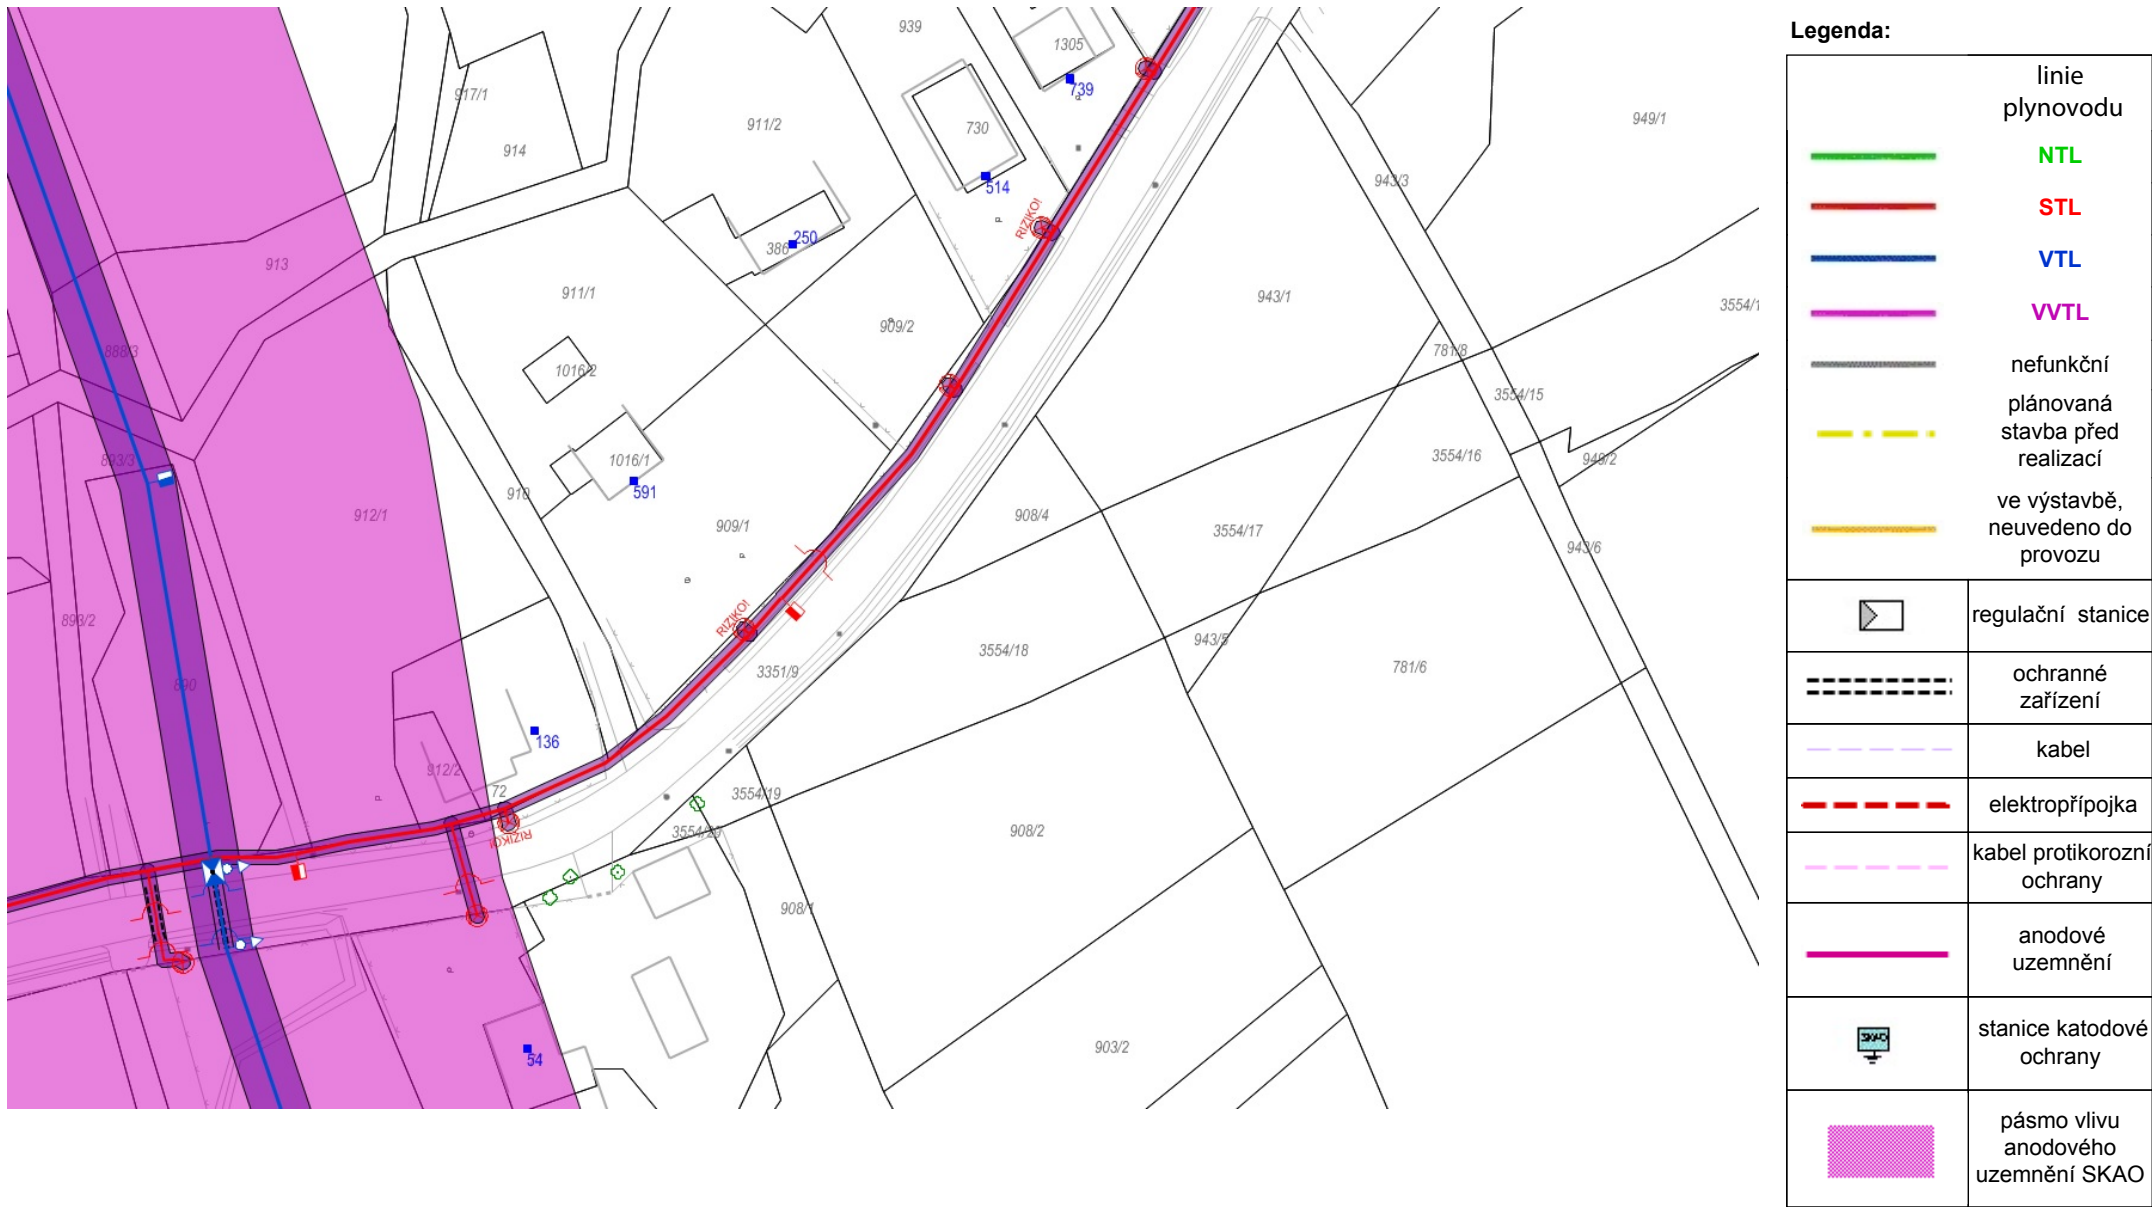 939
1305
739
917/1
911/2
730
949/1
914
514
943/3
RIZIKO!
250
386
913
911/1
943/1
3554/1
909/2
888/3
781/8
1016/2
3554/15
893/3
1016/1
3554/16
949/2
591
910
912/1
909/1
908/4
3554/17
943/6
RIZIKO!
893/2
943/5
3554/18
781/6
3351/9
890
136
912/2
72
3554/19
3554/20
RIZIKO!
908/2
908/1
903/2
54
Legenda:
linie
plynovodu
NTL
STL
VTL
VVTL
nefunkční
plánovaná
stavba před
realizací
ve výstavbě,
neuvedeno do
provozu
regulační stanice
ochranné
zařízení
kabel
elektropřípojka
kabel protikorozní
ochrany
anodové
uzemnění
SKAO
stanice katodové
ochrany
pásmo vlivu
anodového
uzemnění SKAO